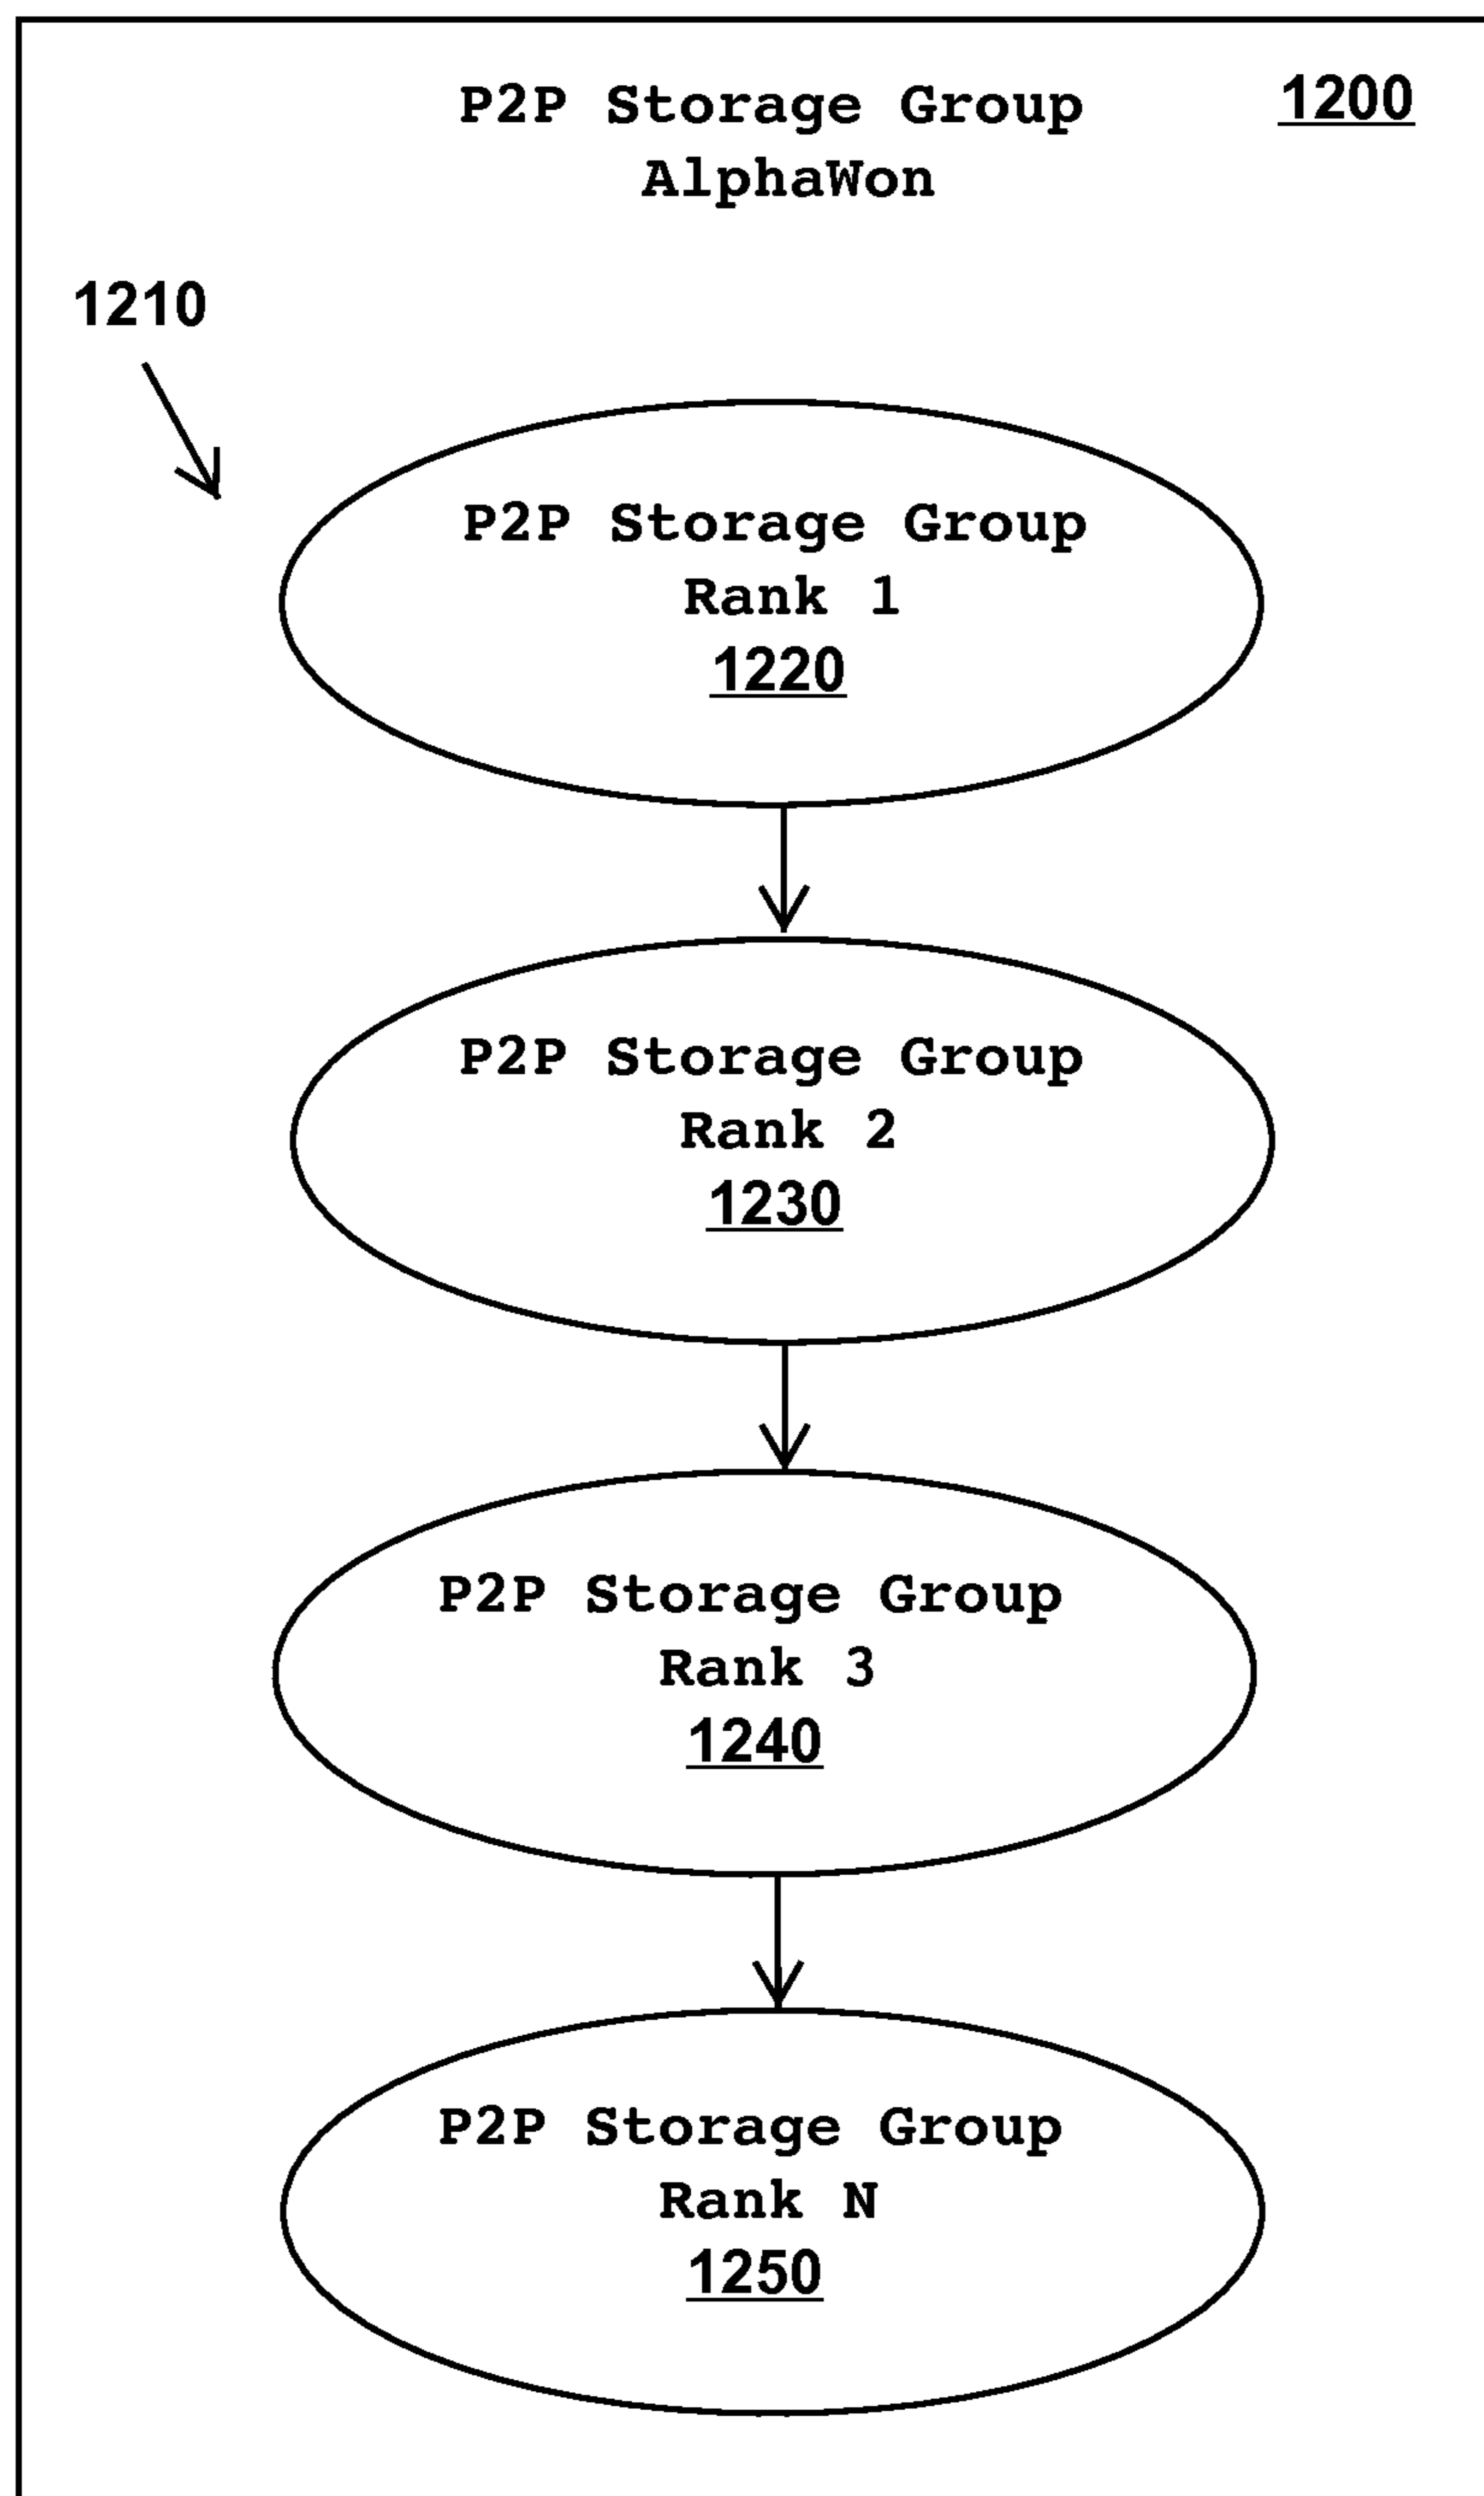 P2P Storage Group 1200
AlphaWon
1210
P2P Storage Group
Rank 1
1220
P2P Storage Group
Rank 2
1230
P2P Storage Group
Rank 3
1240
P2P Storage Group
Rank N
1250